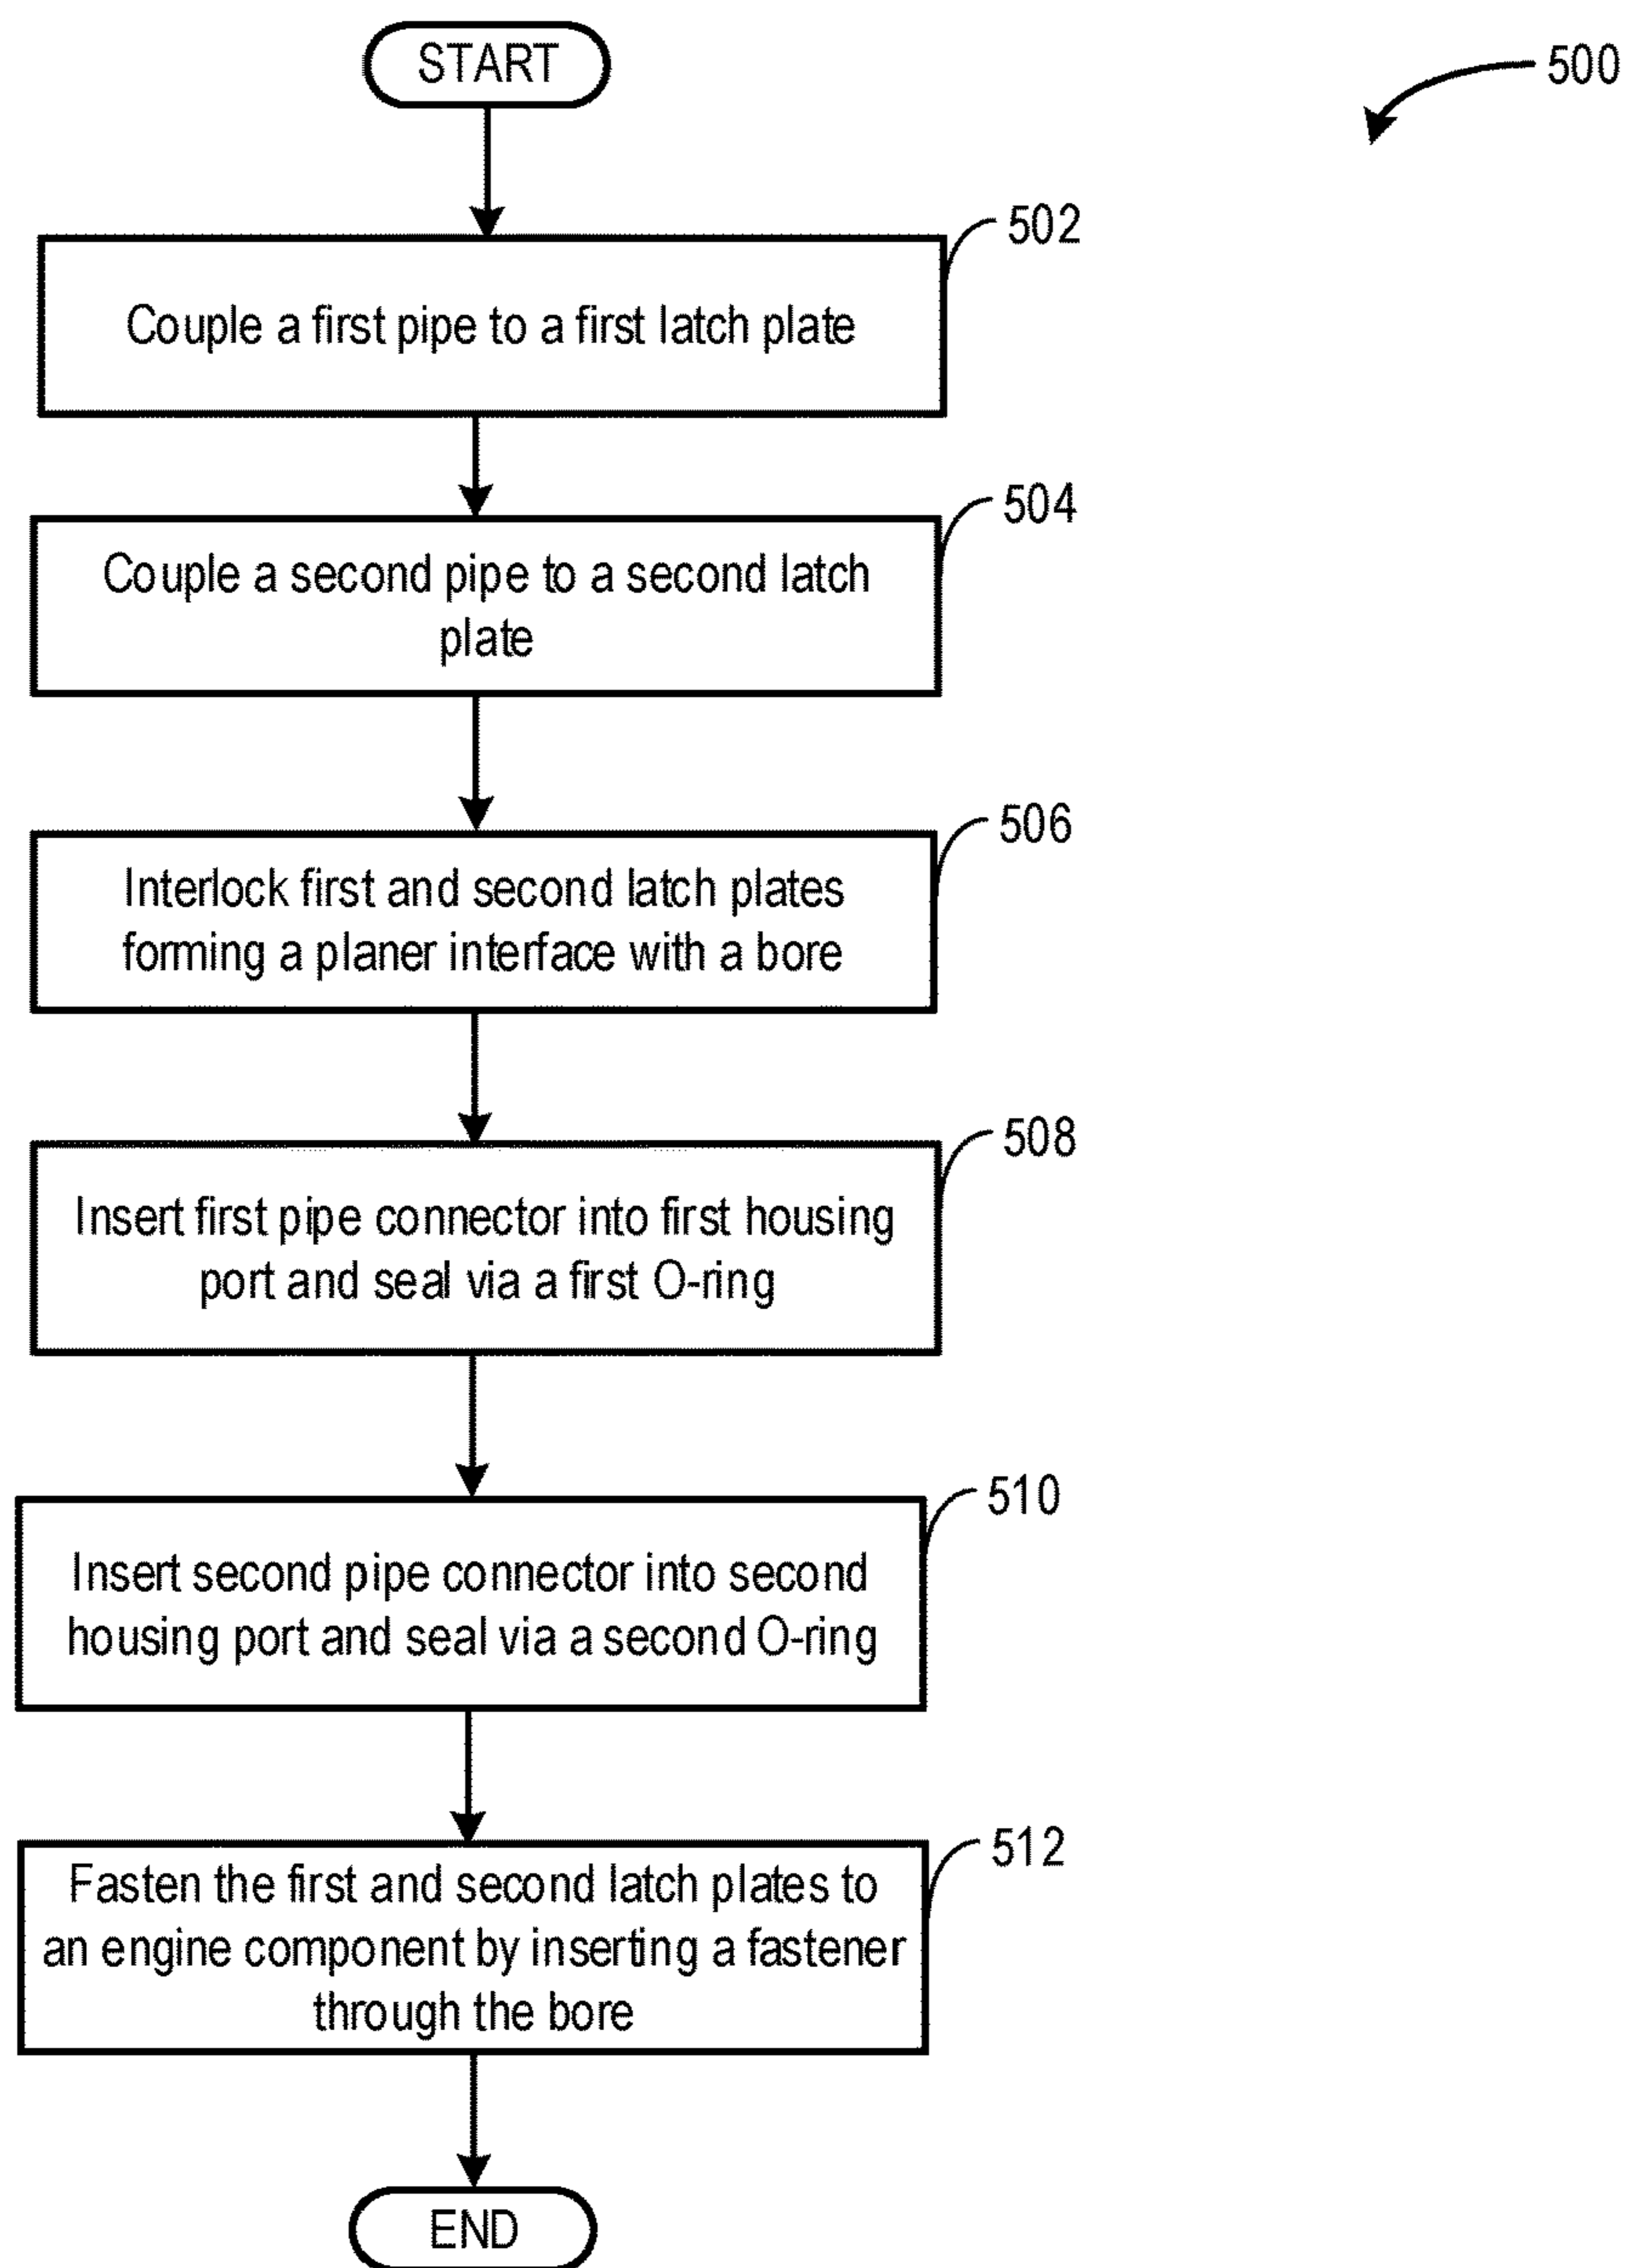 START
500
502
Couple a first pipe to a first latch plate
504
Couple a second pipe to a second latch
plate
506
Interlock first and second latch plates
forming a planer interface with a bore
508
Insert first pipe connector into first housing
port and seal via a first O-ring
510
Insert second pipe connector into second
housing port and seal via a second O-ring
512
Fasten the first and second latch plates to
an engine component by inserting a fastener
through the bore
END